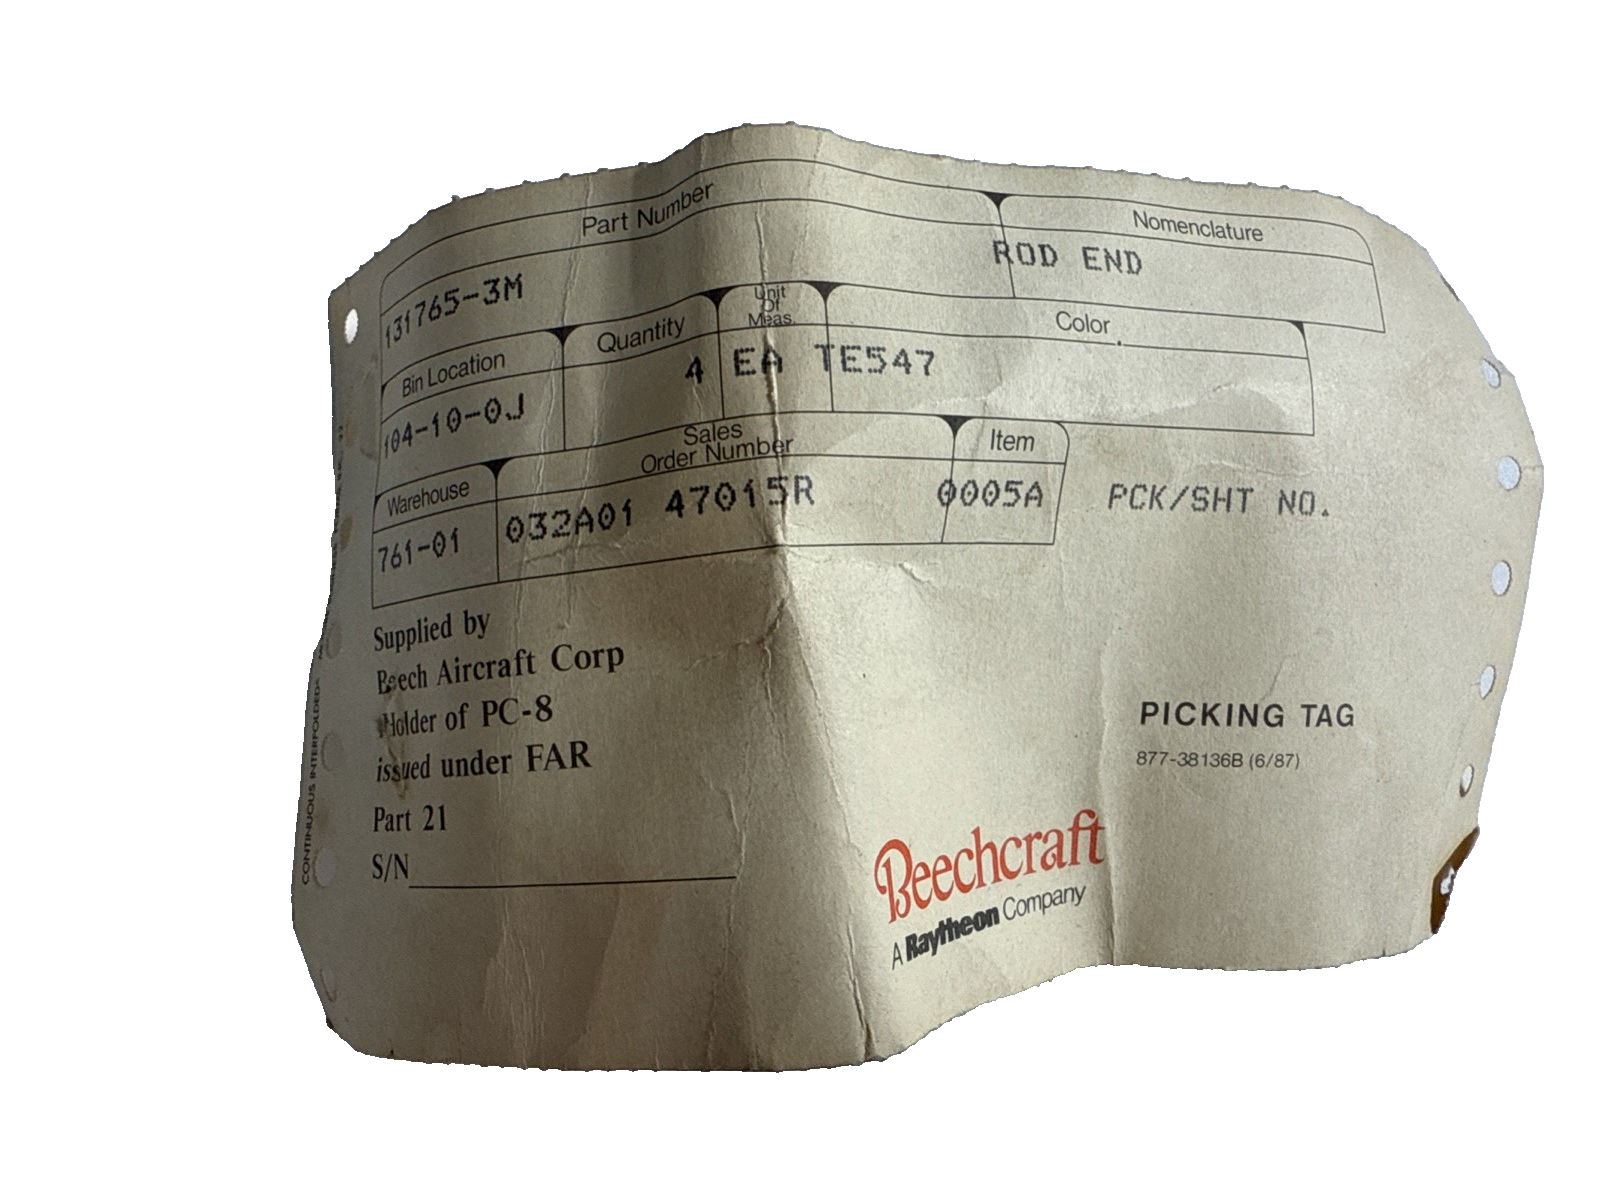 Part Number Nomenclature
131765-3M ROD END
Bin Location Quantity Unit Of Meas. Color
104-10-0J 4 EA TE547
Warehouse Sales Order Number Item
761-01 032A01 47015R 0005A PCK/SHT NO.
Supplied by
Beech Aircraft Corp
Holder of PC-8
issued under FAR
Part 21
S/N
PICKING TAG
877-38136B (6/87)
Beechcraft
A Raytheon Company
CONTINUOUS INTERFOLDED